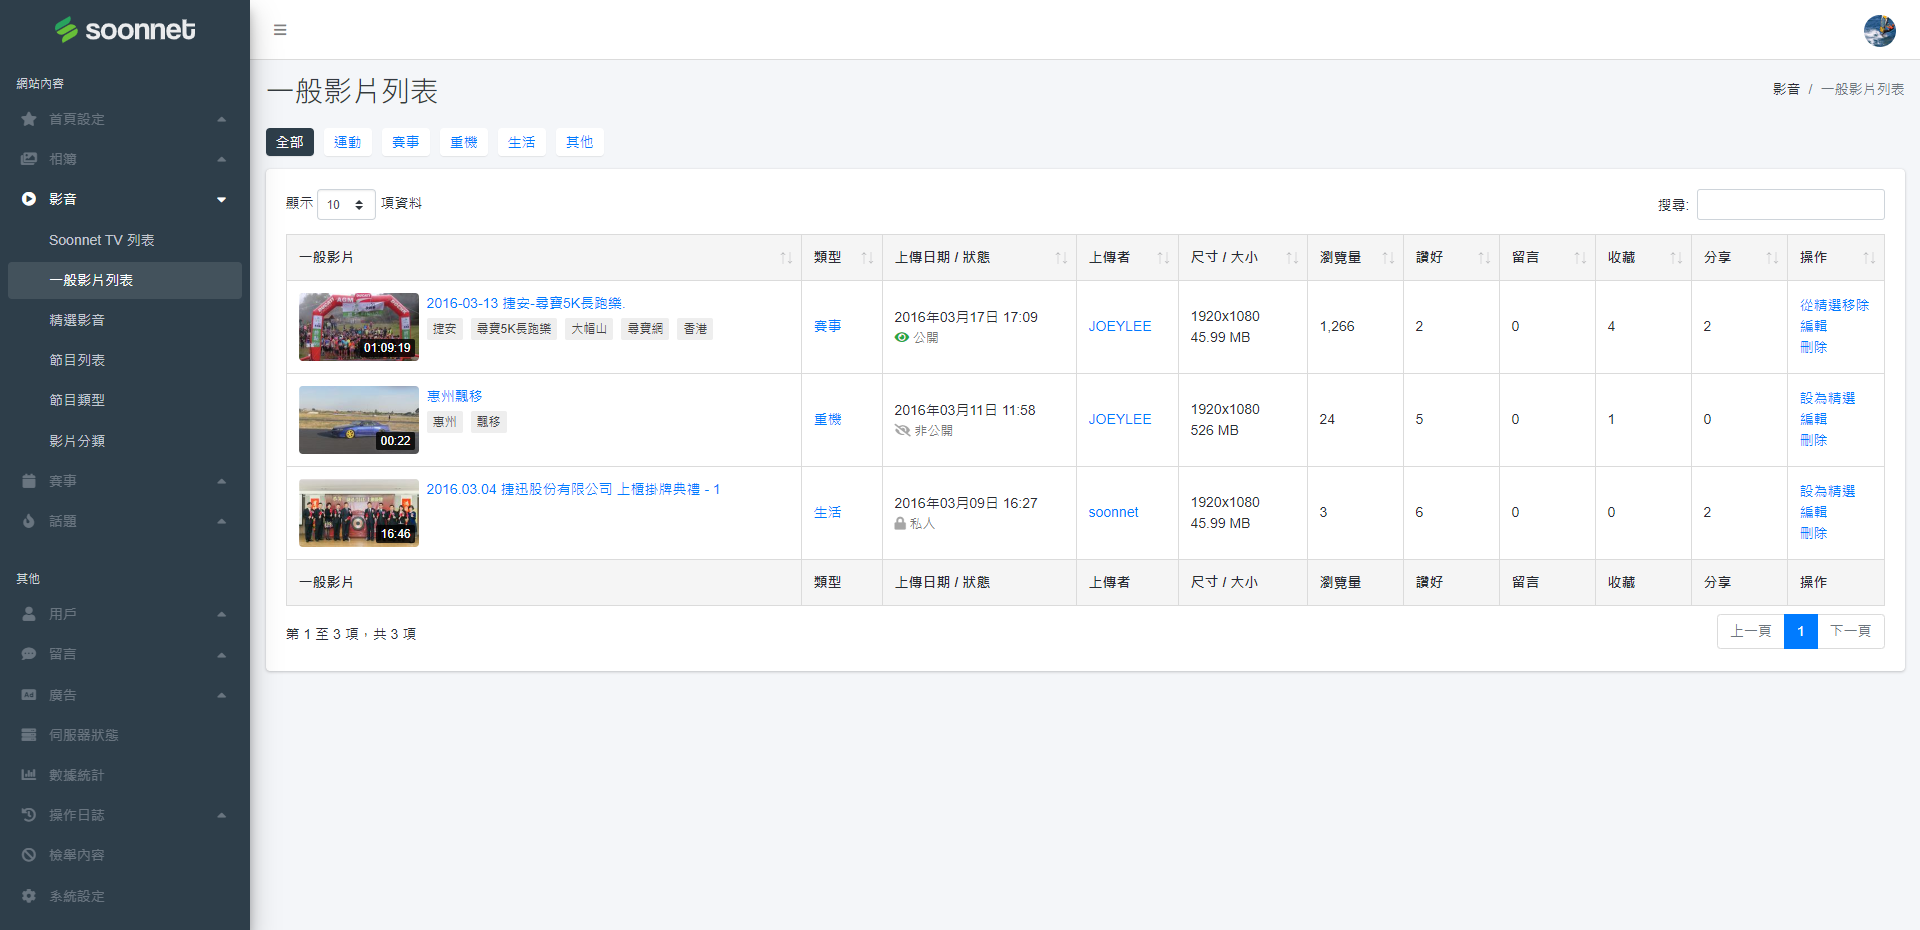 soonnet
網站內容
首頁設定
相簿
影音
Soonnet TV 列表
一般影片列表
精選影音
節目列表
節目類型
影片分類
賽事
話題
其他
用戶
留言
廣告
伺服器狀態
數據統計
操作日誌
檢舉內容
系統設定
一般影片列表
影音 / 一般影片列表
全部 運動 賽事 重機 生活 其他
顯示 10 項資料
搜尋:
一般影片 類型 上傳日期 / 狀態 上傳者 尺寸 / 大小 瀏覽量 讚好 留言 收藏 分享 操作
01:09:19
2016-03-13 捷安-尋寶5K長跑樂.
捷安 尋寶5K長跑樂 大帽山 尋寶網 香港
賽事
2016年03月17日 17:09
公開
JOEYLEE
1920x1080
45.99 MB
1,266 2 0 4 2
從精選移除
編輯
刪除
00:22
惠州飄移
惠州 飄移
重機
2016年03月11日 11:58
非公開
JOEYLEE
1920x1080
526 MB
24 5 0 1 0
設為精選
編輯
刪除
16:46
2016.03.04 捷迅股份有限公司 上櫃掛牌典禮 - 1
生活
2016年03月09日 16:27
私人
soonnet
1920x1080
45.99 MB
3 6 0 0 2
設為精選
編輯
刪除
一般影片 類型 上傳日期 / 狀態 上傳者 尺寸 / 大小 瀏覽量 讚好 留言 收藏 分享 操作
第 1 至 3 項，共 3 項
上一頁 1 下一頁